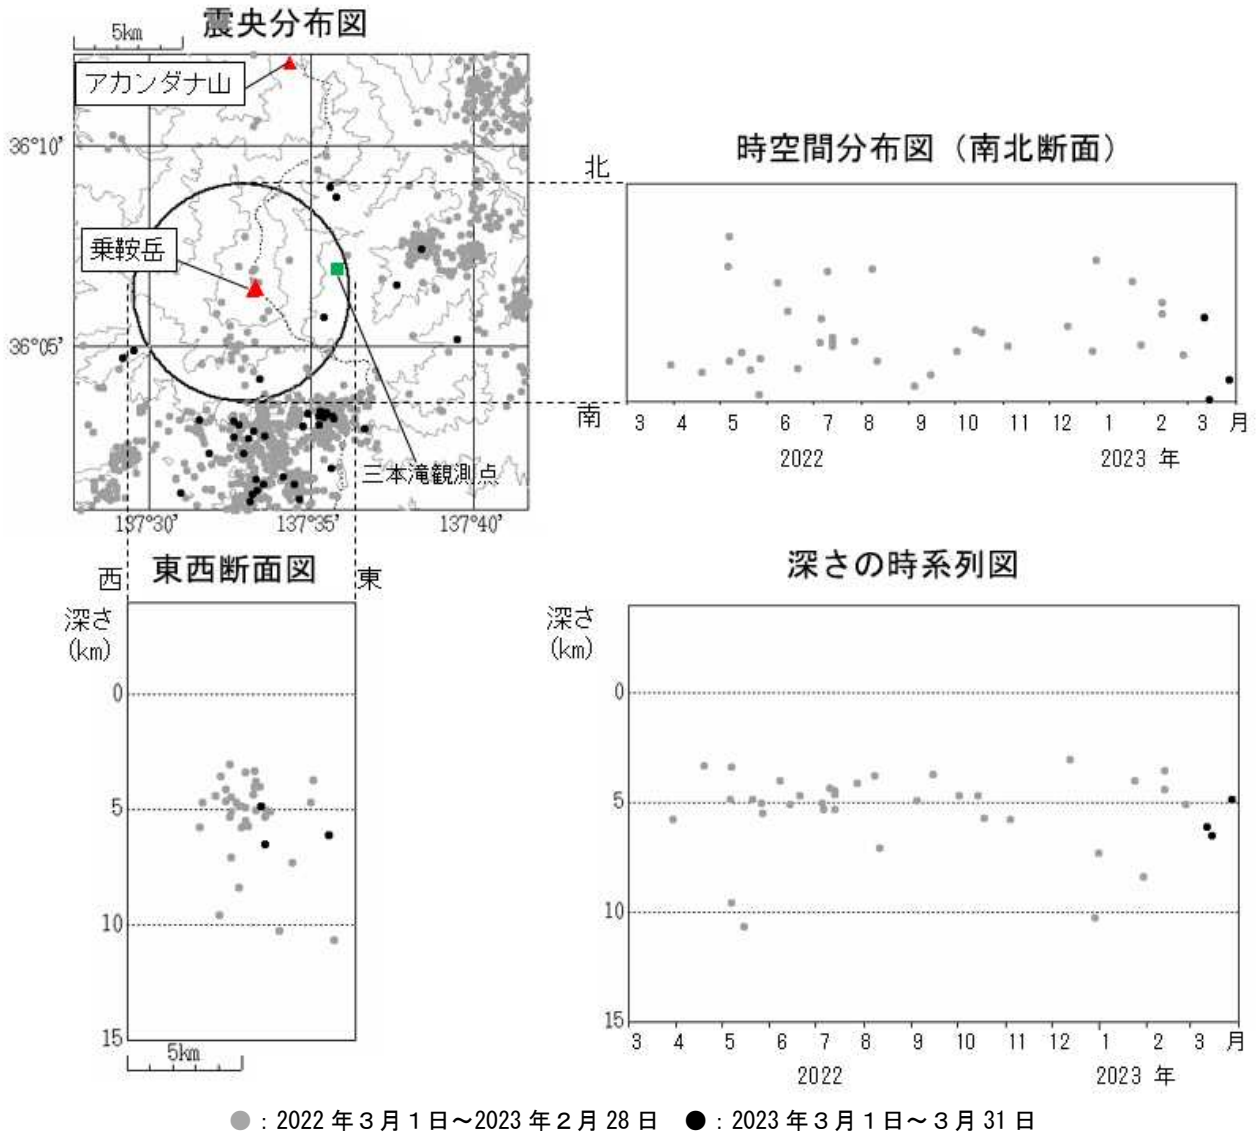 震央分布図
5km
アカンダナ山
36°10'
乗鞍岳
36°05'
三本滝観測点
137°30' 137°35' 137°40'
時空間分布図（南北断面）
北
南
3 4 5 6 7 8 9 10 11 12 1 2 3 月
2022 2023 年
西 東西断面図 東
深さ
(km)
0
5
10
15
5km
深さの時系列図
深さ
(km)
0
5
10
15
3 4 5 6 7 8 9 10 11 12 1 2 3 月
2022 2023 年
●：2022 年３月１日～2023 年２月 28 日 ●：2023 年３月１日～３月 31 日